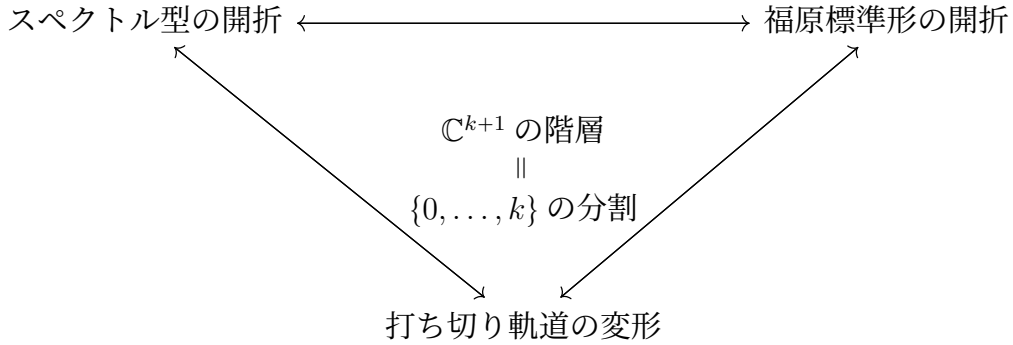 スペクトル型の開折
福原標準形の開折
ℂ^{k+1} の階層
॥
{0, . . . , k} の分割
打ち切り軌道の変形